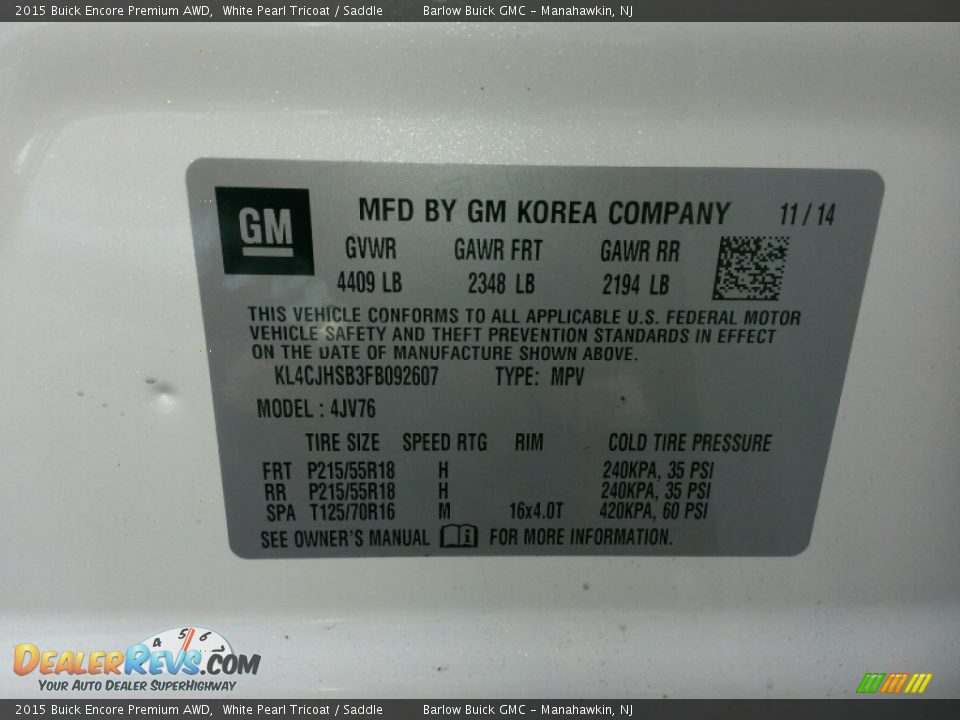 2015 Buick Encore Premium AWD, White Pearl Tricoat / Saddle Barlow Buick GMC - Manahawkin, NJ
GM
MFD BY GM KOREA COMPANY 11 / 14
GVWR GAWR FRT GAWR RR
4409 LB 2348 LB 2194 LB
THIS VEHICLE CONFORMS TO ALL APPLICABLE U.S. FEDERAL MOTOR
VEHICLE SAFETY AND THEFT PREVENTION STANDARDS IN EFFECT
ON THE DATE OF MANUFACTURE SHOWN ABOVE.
KL4CJHSB3FB092607 TYPE: MPV
MODEL : 4JV76
TIRE SIZE SPEED RTG RIM COLD TIRE PRESSURE
FRT P215/55R18 H 240KPA, 35 PSI
RR P215/55R18 H 240KPA, 35 PSI
SPA T125/70R16 M 16x4.0T 420KPA, 60 PSI
SEE OWNER'S MANUAL i FOR MORE INFORMATION.
4 5 6
DEALERREVS.COM
YOUR AUTO DEALER SUPERHIGHWAY
2015 Buick Encore Premium AWD, White Pearl Tricoat / Saddle Barlow Buick GMC - Manahawkin, NJ